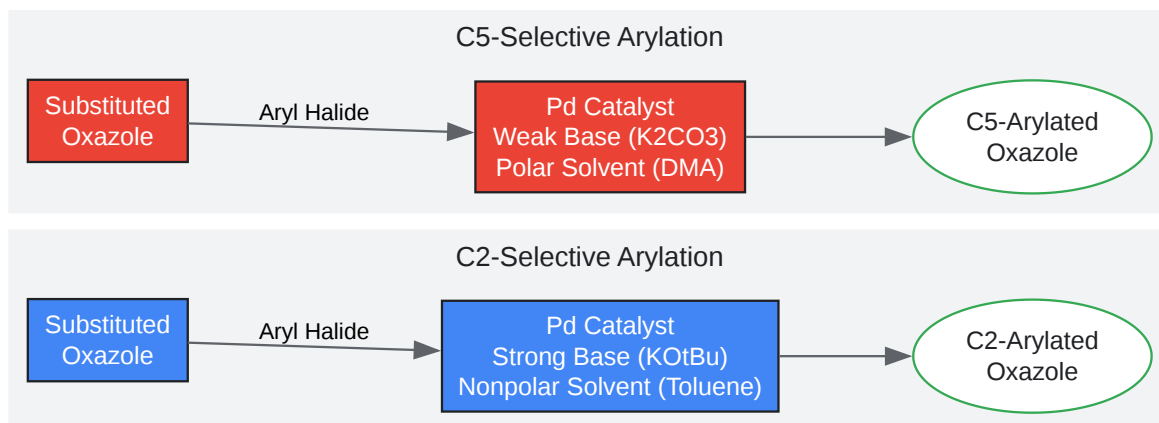 C5-Selective Arylation
Substituted
Oxazole
Aryl Halide
Pd Catalyst
Weak Base (K2CO3)
Polar Solvent (DMA)
C5-Arylated
Oxazole
C2-Selective Arylation
Substituted
Oxazole
Aryl Halide
Pd Catalyst
Strong Base (KOtBu)
Nonpolar Solvent (Toluene)
C2-Arylated
Oxazole